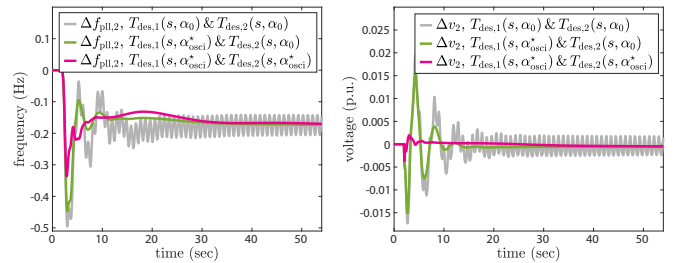 Δf_pll,2, T_des,1(s, α_0) & T_des,2(s, α_0)
Δf_pll,2, T_des,1(s, α*_osci) & T_des,2(s, α_0)
Δf_pll,2, T_des,1(s, α*_osci) & T_des,2(s, α*_osci)
0.1
0
-0.1
-0.2
-0.3
-0.4
-0.5
frequency (Hz)
0 10 20 30 40 50
time (sec)
Δv_2, T_des,1(s, α_0) & T_des,2(s, α_0)
Δv_2, T_des,1(s, α*_osci) & T_des,2(s, α_0)
Δv_2, T_des,1(s, α*_osci) & T_des,2(s, α*_osci)
0.03
0.02
0.015
0.01
0.005
0
-0.01
-0.015
voltage (p.u.)
0 10 20 30 40 50
time (sec)